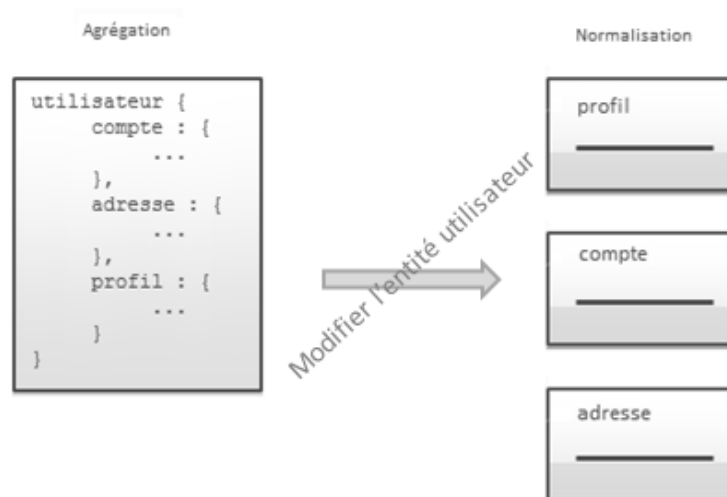 Agrégation
utilisateur {
compte : {
...
},
adresse : {
...
},
profil : {
...
}
}
Modifier l'entité utilisateur
Normalisation
profil
compte
adresse